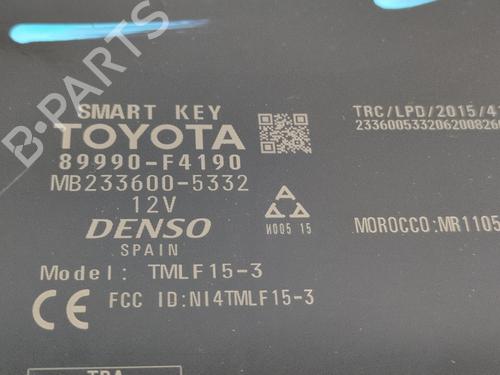 B-PARTS
SMART KEY
TOYOTA
89990-F4190
MB233600-5332
12V
DENSO
SPAIN
Model: TMLF15-3
CE FCC ID:NI4TMLF15-3
N005 15
TRC/LPD/2015/4
MOROCCO:MR1105